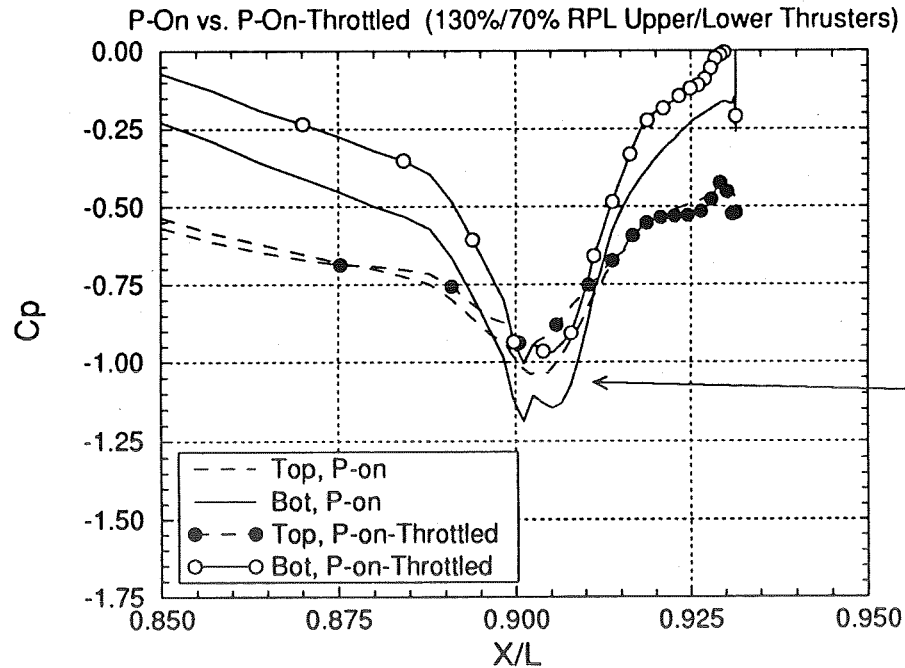 P-On vs. P-On-Throttled (130%/70% RPL Upper/Lower Thrusters)
0.00
-0.25
-0.50
-0.75
-1.00
-1.25
-1.50
-1.75
Cp
Top, P-on
Bot, P-on
Top, P-on-Throttled
Bot, P-on-Throttled
0.850 0.875 0.900 0.925 0.950
X/L